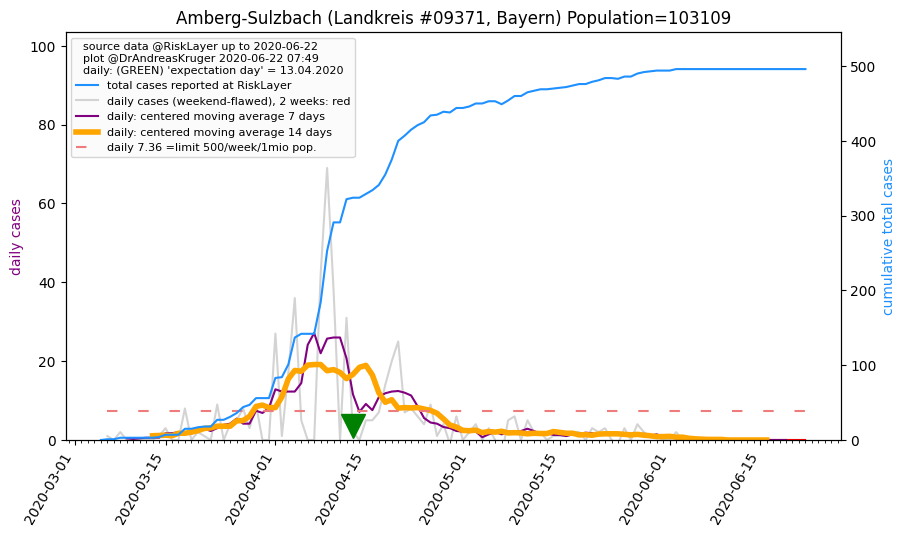 Amberg-Sulzbach (Landkreis #09371, Bayern) Population=103109
source data @RiskLayer up to 2020-06-22
plot @DrAndreasKruger 2020-06-22 07:49
daily: (GREEN) 'expectation day' = 13.04.2020
total cases reported at RiskLayer
daily cases (weekend-flawed), 2 weeks: red
daily: centered moving average 7 days
daily: centered moving average 14 days
daily 7.36 =limit 500/week/1mio pop.
daily cases
100
80
60
40
20
0
cumulative total cases
500
400
300
200
100
0
2020-03-01
2020-03-15
2020-04-01
2020-04-15
2020-05-01
2020-05-15
2020-06-01
2020-06-15